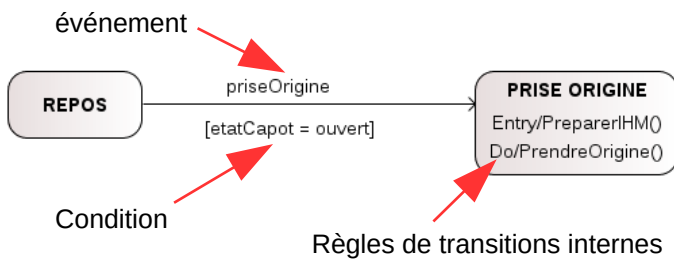 événement
priseOrigine
REPOS
[etatCapot = ouvert]
PRISE ORIGINE
Entry/PreparerIHM()
Do/PrendreOrigine()
Condition
Règles de transitions internes